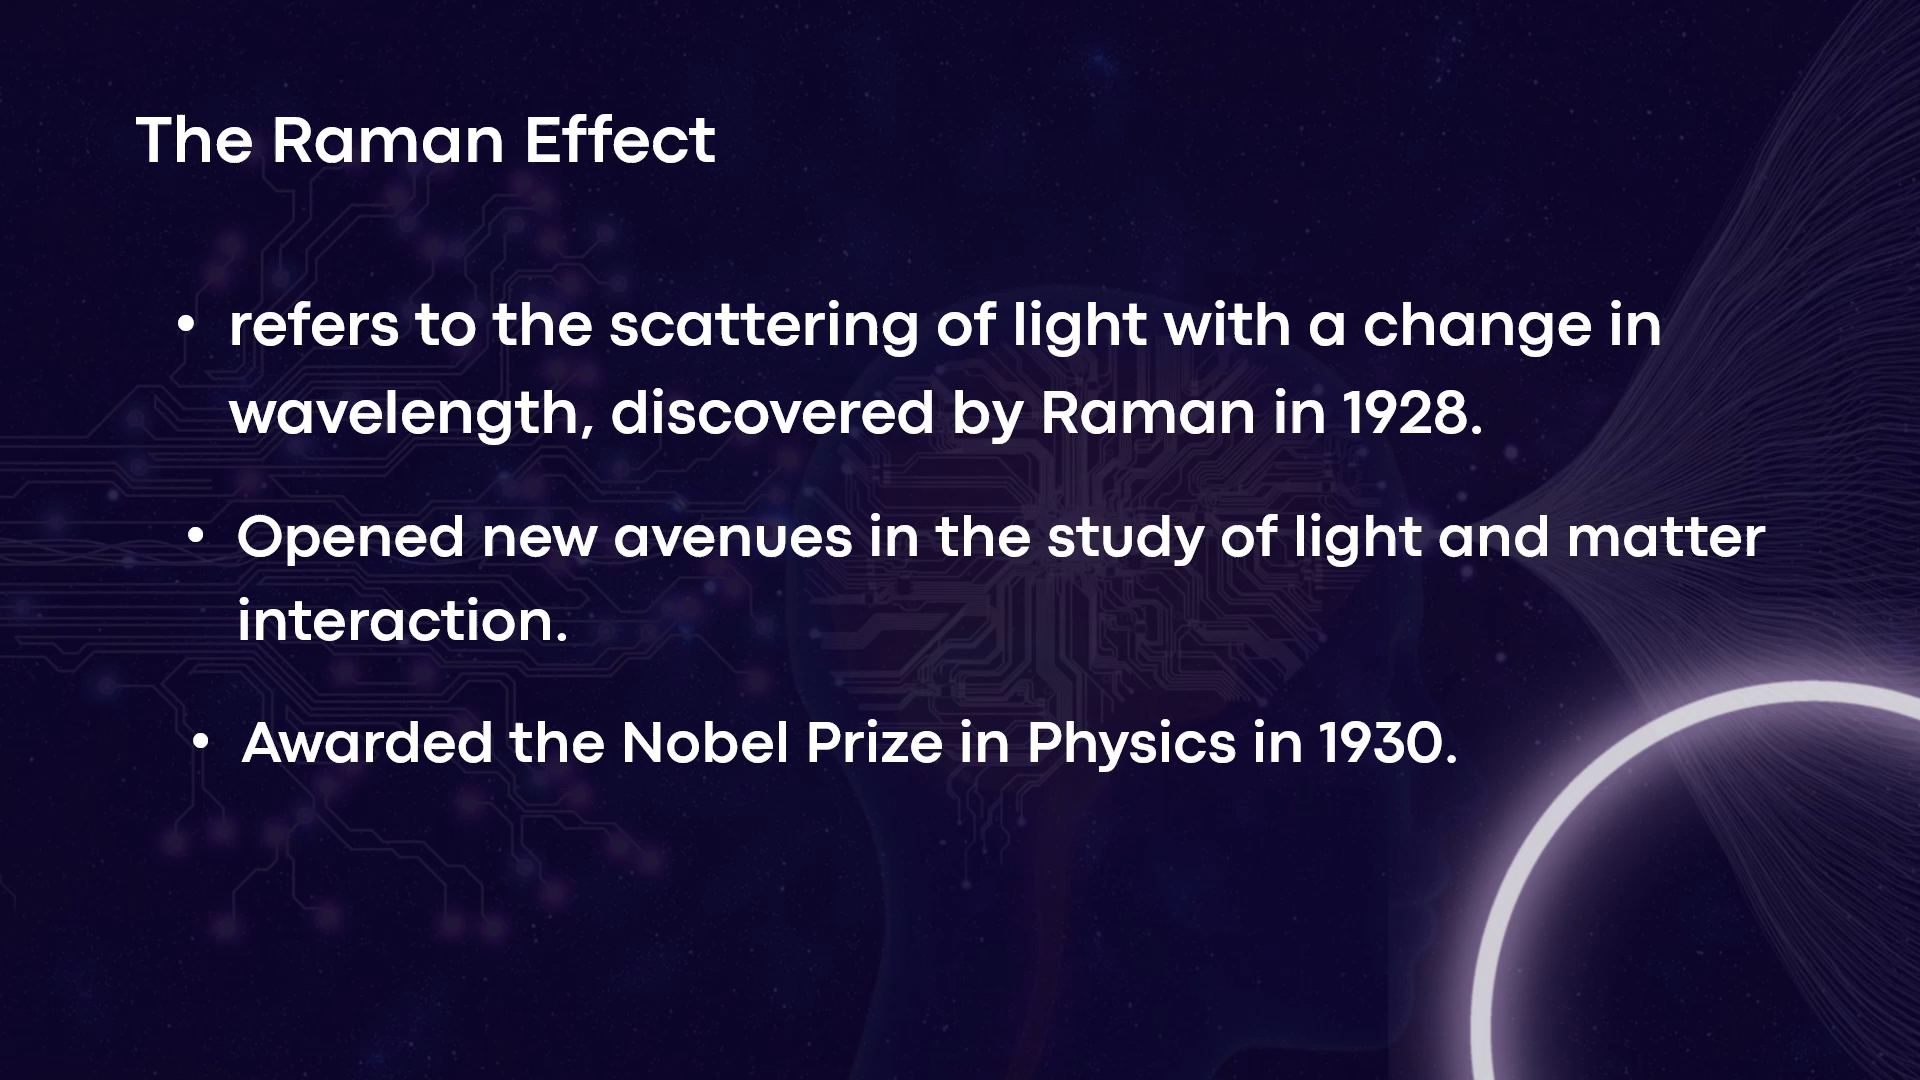 The Raman Effect
• refers to the scattering of light with a change in
wavelength, discovered by Raman in 1928.
• Opened new avenues in the study of light and matter
interaction.
• Awarded the Nobel Prize in Physics in 1930.